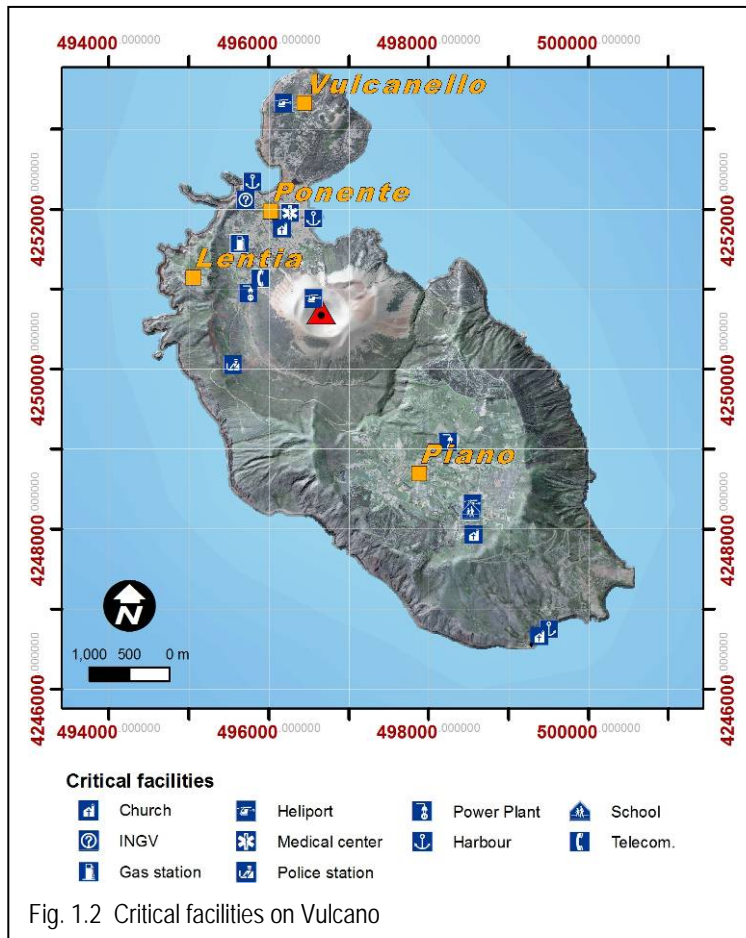 494000.000000 496000.000000 498000.000000 500000.000000
Vulcanello
Ponente
4252000.000000 4252000.000000
Lentia
4250000.000000 4250000.000000
Piano
4248000.000000 4248000.000000
N
1,000 500 0 m
4246000.000000 4246000.000000
494000.000000 496000.000000 498000.000000 500000.000000
Critical facilities
Church Heliport Power Plant School
INGV Medical center Harbour Telecom.
Gas station Police station
Fig. 1.2 Critical facilities on Vulcano